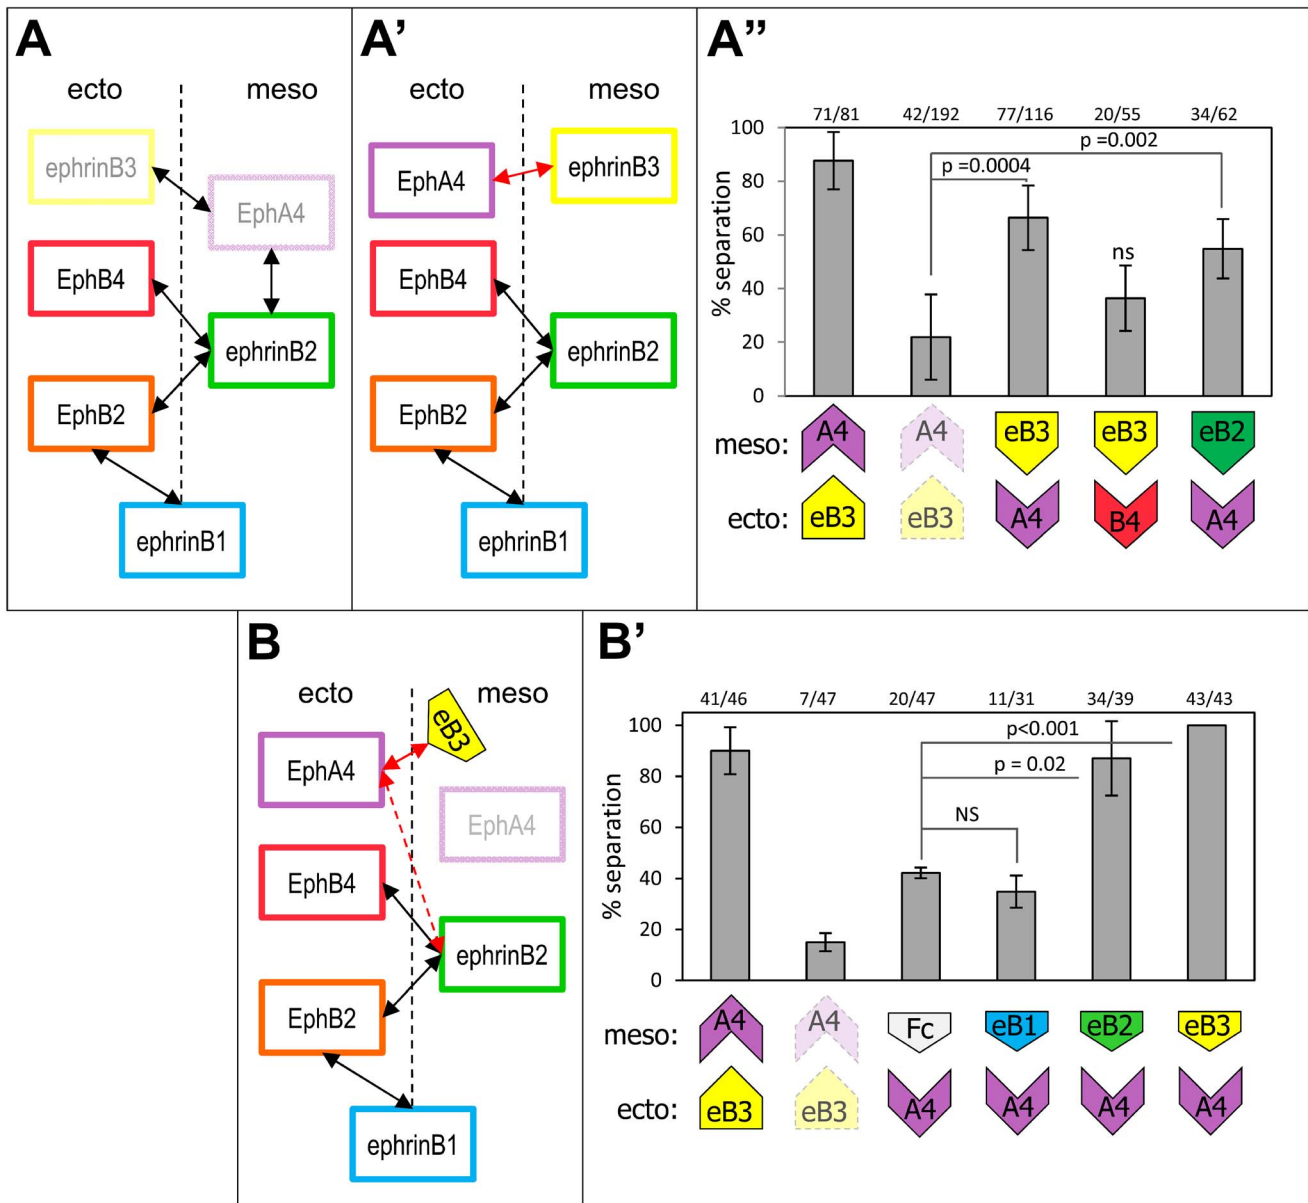 A
ecto
meso
ephrinB3
EphA4
EphB4
ephrinB2
EphB2
ephrinB1
A’
ecto
meso
EphA4
ephrinB3
EphB4
ephrinB2
EphB2
ephrinB1
A’’
71/81 42/192 77/116 20/55 34/62
% separation
100
80
60
40
20
0
p =0.002
p =0.0004
ns
meso: A4 A4 eB3 eB3 eB2
ecto: eB3 eB3 A4 B4 A4
B
ecto
meso
eB3
EphA4
EphA4
EphB4
ephrinB2
EphB2
ephrinB1
B’
41/46 7/47 20/47 11/31 34/39 43/43
% separation
100
80
60
40
20
0
p<0.001
p = 0.02
NS
meso: A4 A4 Fc eB1 eB2 eB3
ecto: eB3 eB3 A4 A4 A4 A4